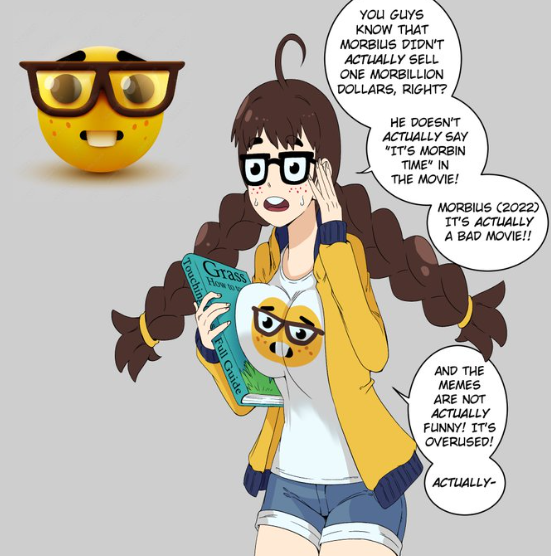 YOU GUYS
KNOW THAT
MORBIUS DIDN'T
ACTUALLY SELL
ONE MORBILLION
DOLLARS, RIGHT?
HE DOESN'T
ACTUALLY SAY
"IT'S MORBIN
TIME" IN
THE MOVIE!
MORBIUS (2022)
IT'S ACTUALLY
A BAD MOVIE!!
Grass
How to
Touching
Full Guide
AND THE
MEMES
ARE NOT
ACTUALLY
FUNNY! IT'S
OVERUSED!
ACTUALLY-